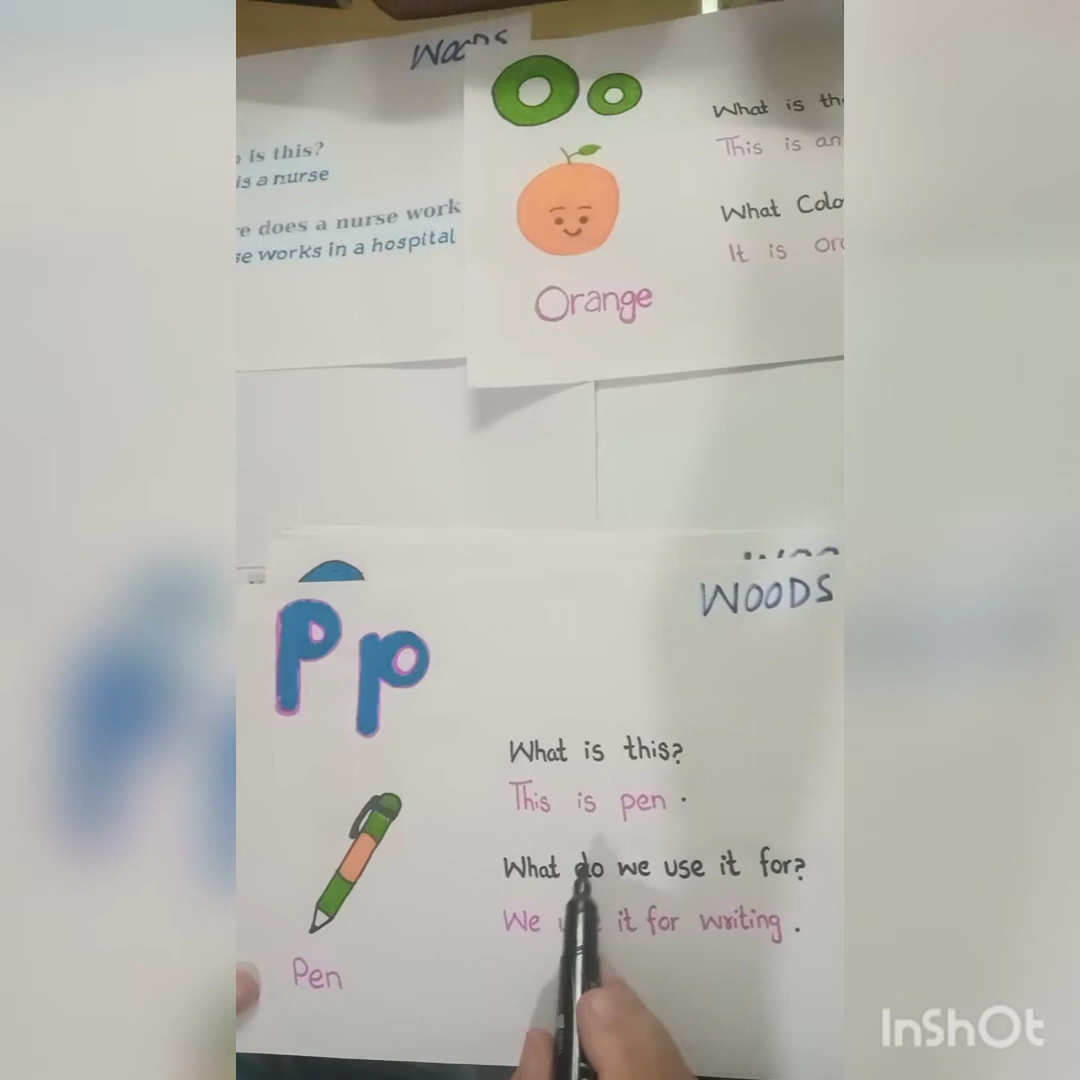 Woods
is this?
is a nurse
does a nurse work
works in a hospital
Oo
What is
This is an
What
It is
Orange
WOODS
Pp
What is this?
This is pen.
What do we use it for?
We it for writing.
Pen
InShOt